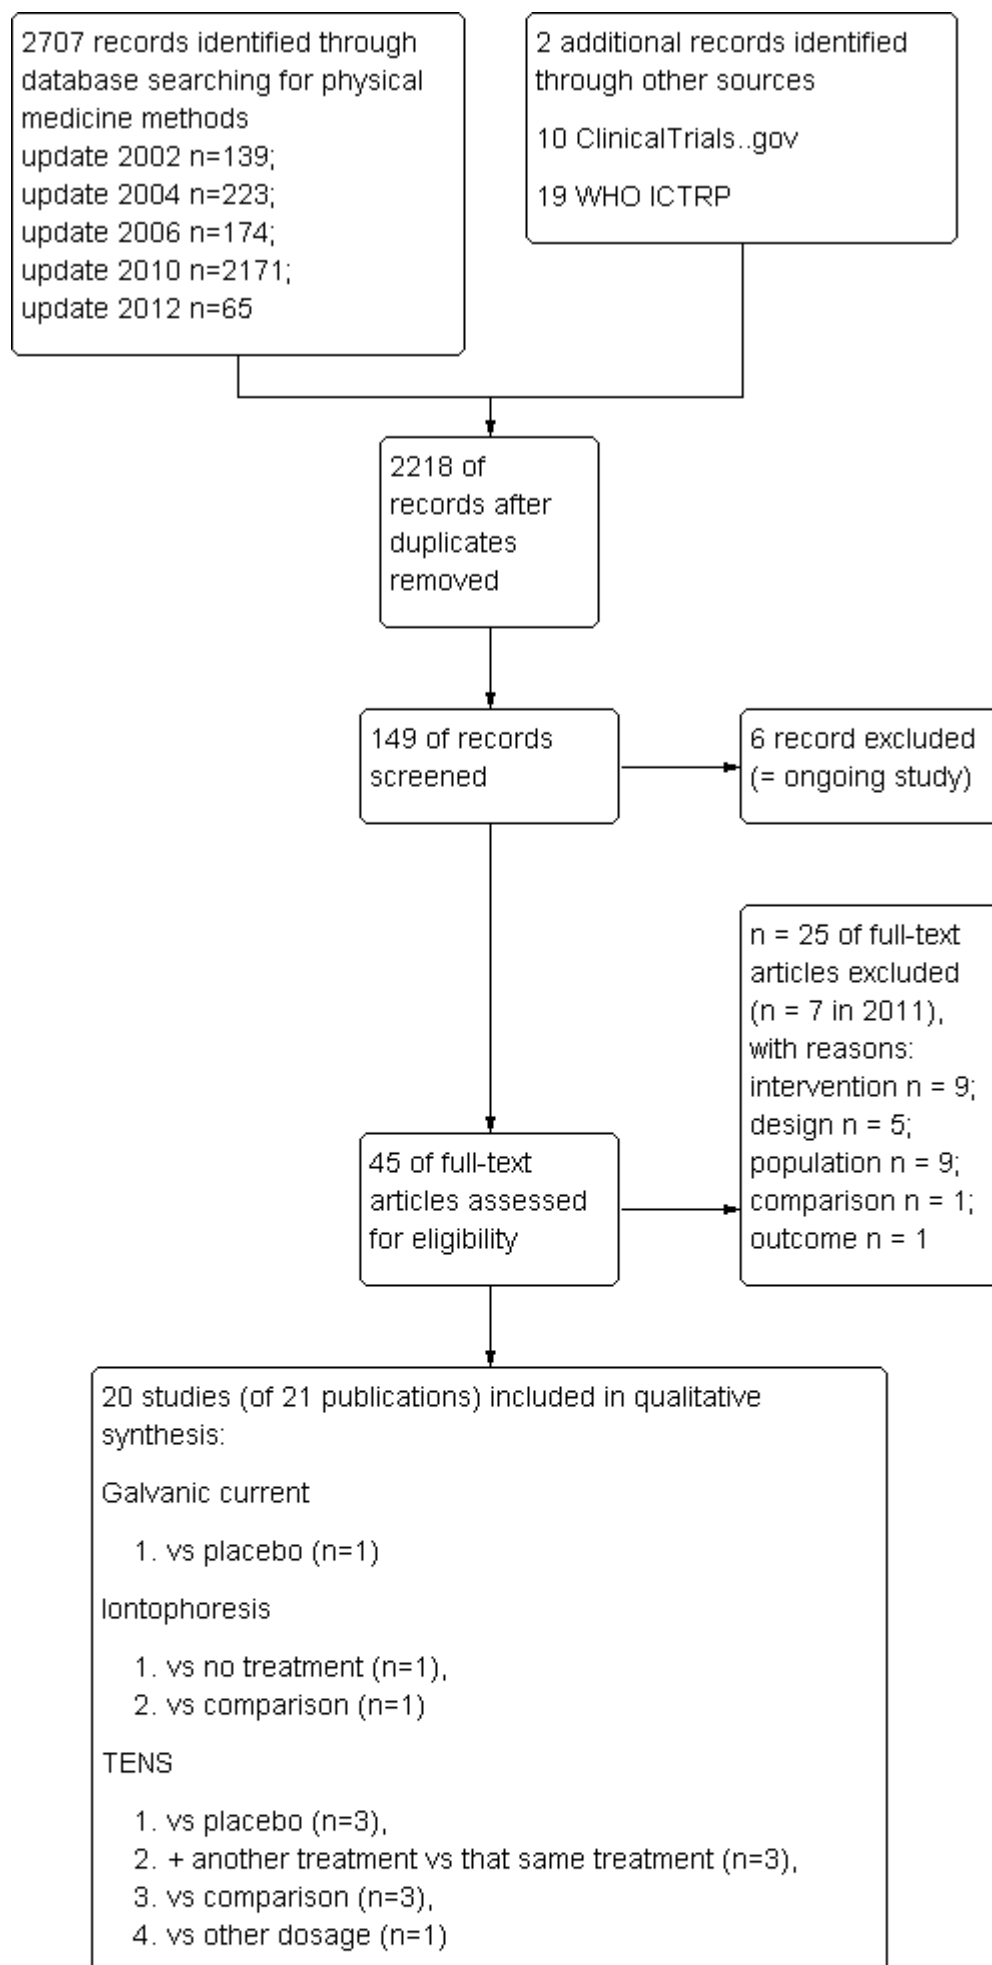 2707 records identified through
database searching for physical
medicine methods
update 2002 n=139;
update 2004 n=223;
update 2006 n=174;
update 2010 n=2171;
update 2012 n=65
2 additional records identified
through other sources
10 ClinicalTrials..gov
19 WHO ICTRP
2218 of
records after
duplicates
removed
149 of records
screened
6 record excluded
(= ongoing study)
n = 25 of full-text
articles excluded
(n = 7 in 2011),
with reasons:
intervention n = 9;
design n = 5;
population n = 9;
comparison n = 1;
outcome n = 1
45 of full-text
articles assessed
for eligibility
20 studies (of 21 publications) included in qualitative
synthesis:
Galvanic current
1. vs placebo (n=1)
Iontophoresis
1. vs no treatment (n=1),
2. vs comparison (n=1)
TENS
1. vs placebo (n=3),
2. + another treatment vs that same treatment (n=3),
3. vs comparison (n=3),
4. vs other dosage (n=1)